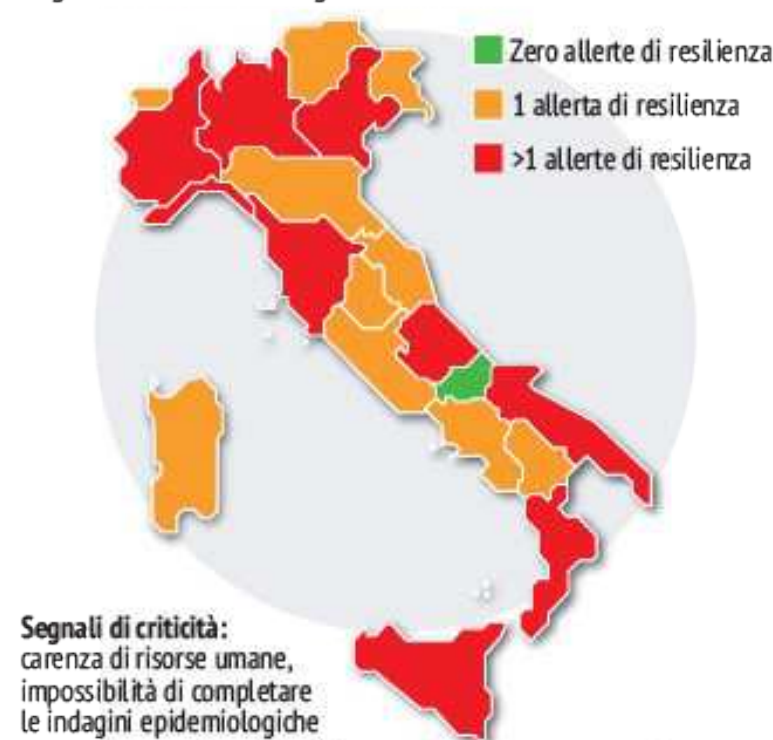 Zero allerte di resilienza
1 allerta di resilienza
>1 allerte di resilienza
Segnali di criticità:
carenza di risorse umane,
impossibilità di completare
le indagini epidemiologiche